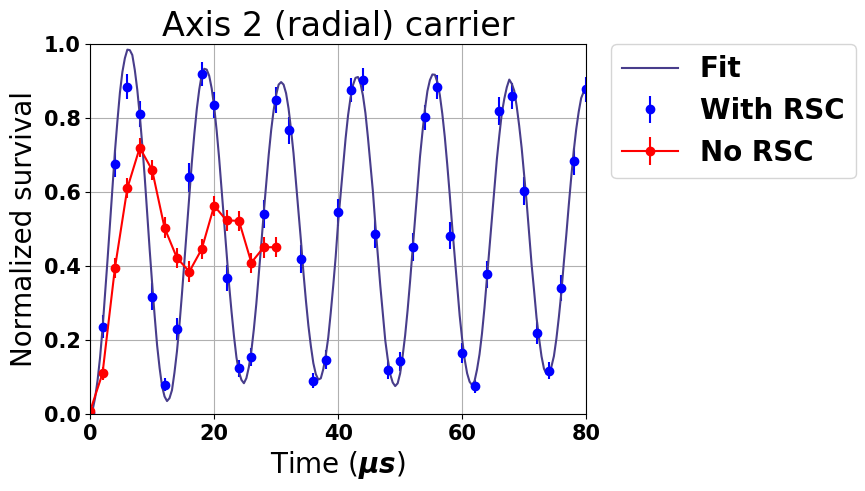 Axis 2 (radial) carrier
Normalized survival
1.0
0.8
0.6
0.4
0.2
0.0
0 20 40 60 80
Time (μs)
Fit
With RSC
No RSC